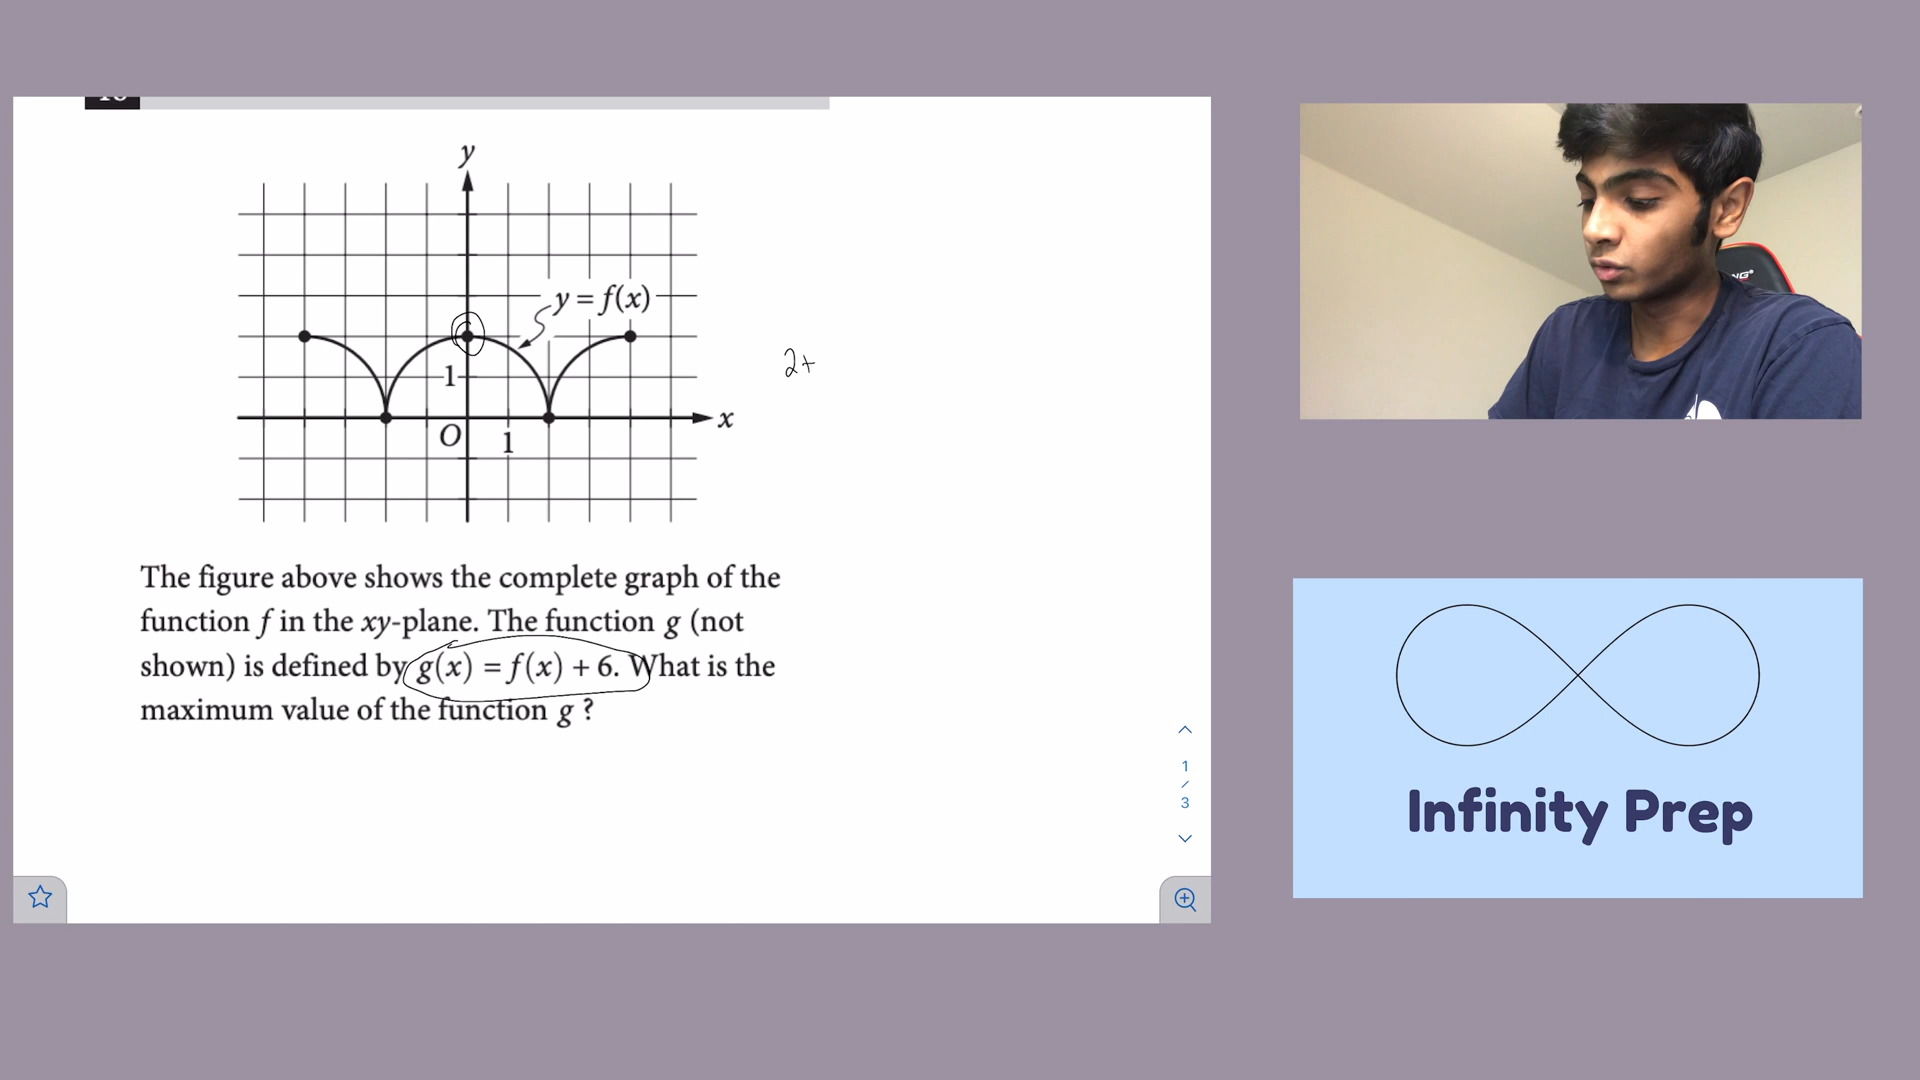 y
y = f(x)
1
x
O
1
2+
The figure above shows the complete graph of the
function f in the xy-plane. The function g (not
shown) is defined by g(x) = f(x) + 6. What is the
maximum value of the function g ?
1
/
3
NG®
Infinity Prep